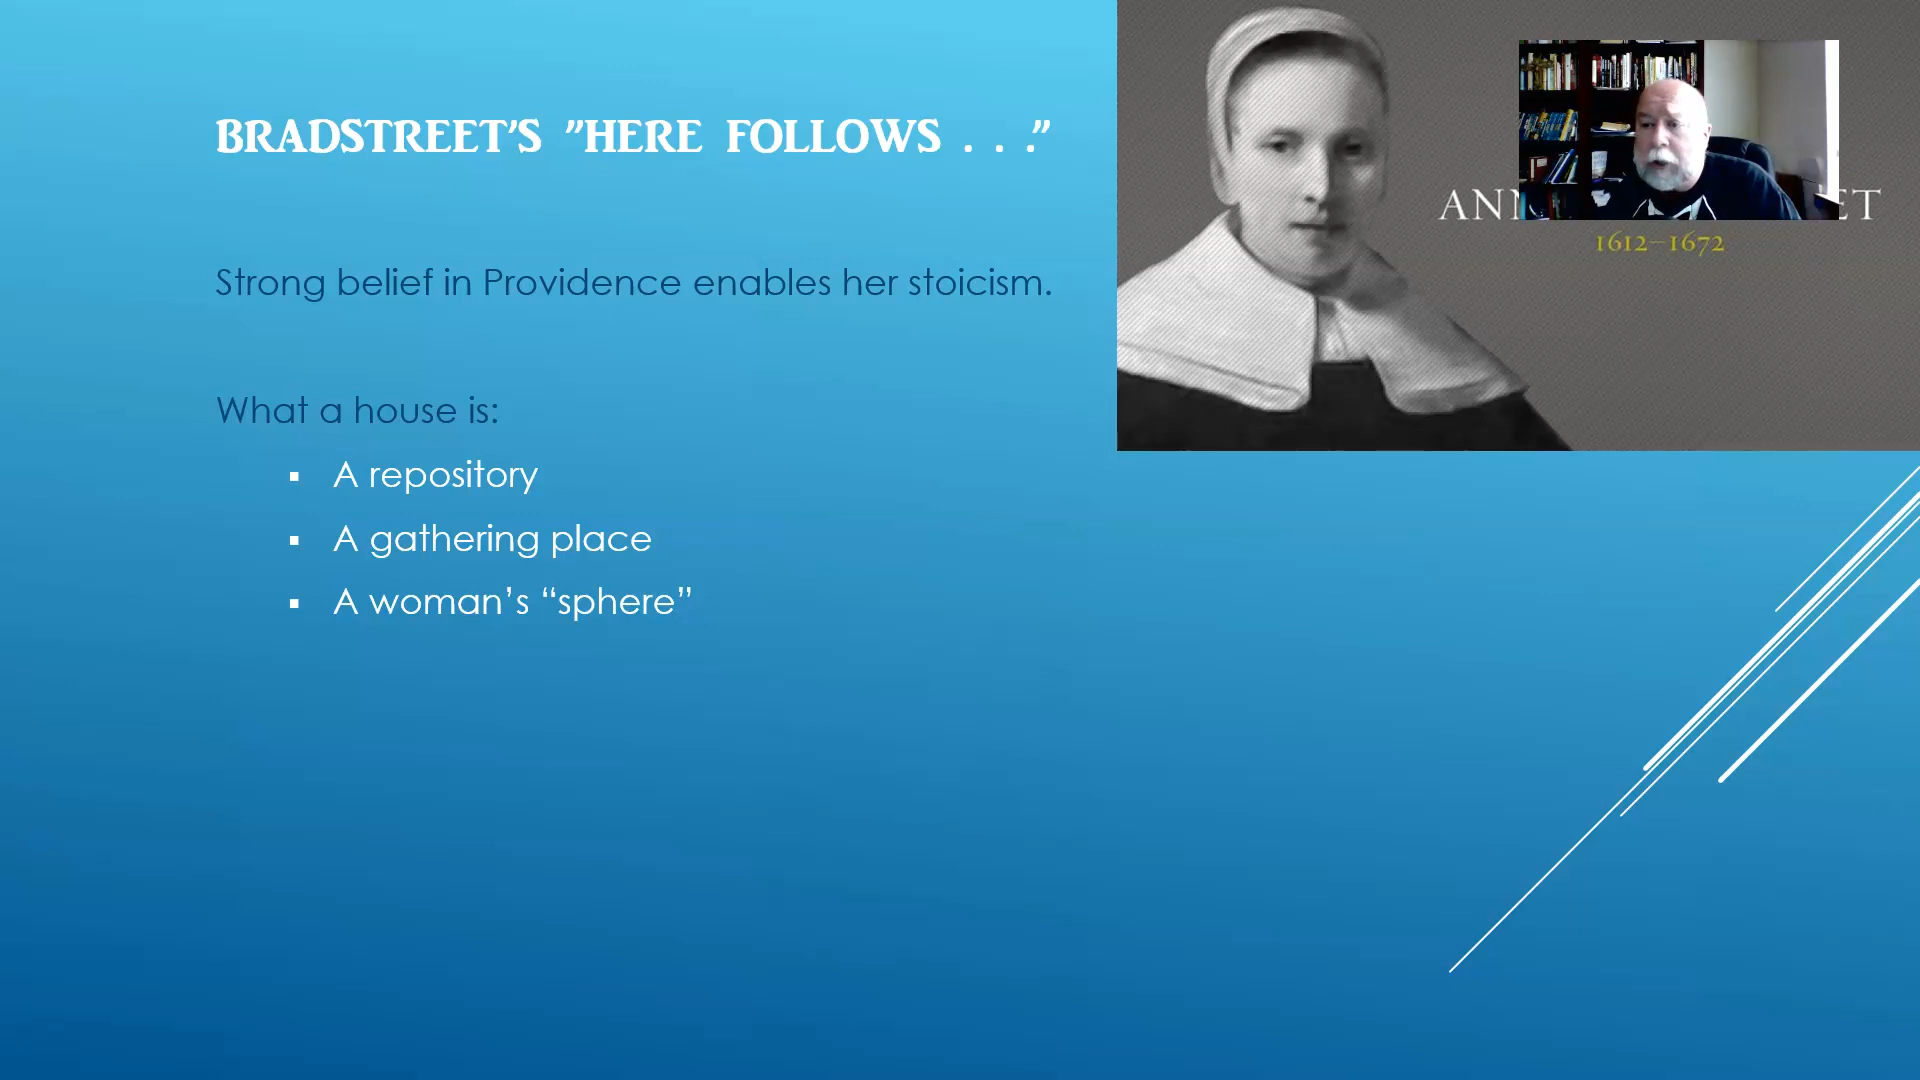 BRADSTREET'S "HERE FOLLOWS . . ."
Strong belief in Providence enables her stoicism.
What a house is:
▪ A repository
▪ A gathering place
▪ A woman’s “sphere”
1612–1672